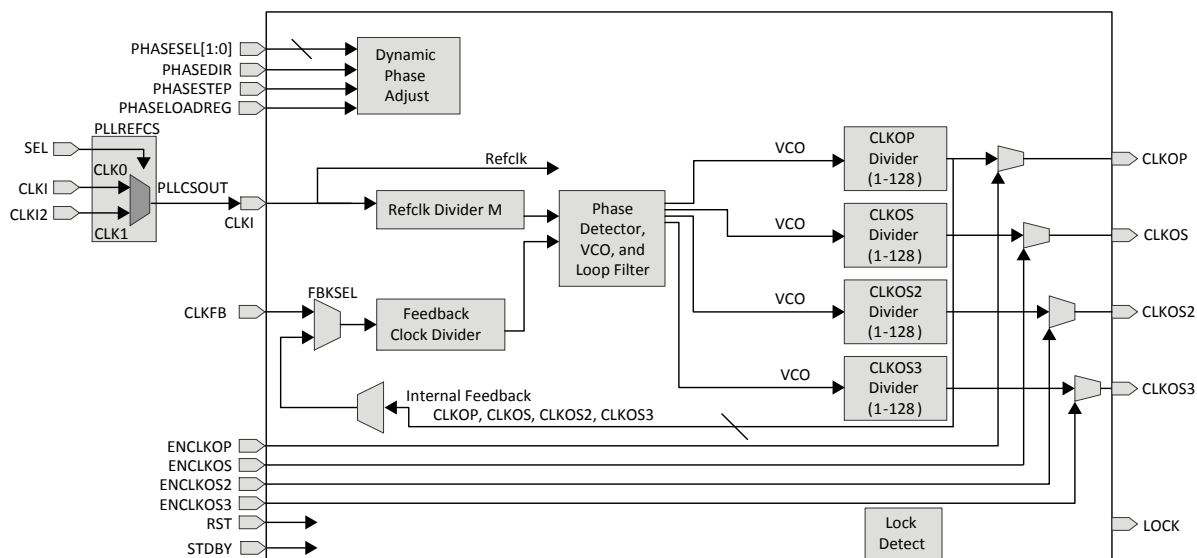 PHASESEL[1:0]
PHASEDIR
PHASESTEP
PHASELOADREG
Dynamic
Phase
Adjust
PLLREFCS
SEL
CLK0
CLKI
CLKI2
CLK1
PLLCSOUT
CLKI
Refclk
Refclk Divider M
Phase
Detector,
VCO, and
Loop Filter
VCO
VCO
VCO
VCO
CLKOP
Divider
(1-128)
CLKOS
Divider
(1-128)
CLKOS2
Divider
(1-128)
CLKOS3
Divider
(1-128)
CLKOP
CLKOS
CLKOS2
CLKOS3
CLKFB
FBKSEL
Feedback
Clock Divider
Internal Feedback
CLKOP, CLKOS, CLKOS2, CLKOS3
ENCLKOP
ENCLKOS
ENCLKOS2
ENCLKOS3
RST
STDBY
Lock
Detect
LOCK